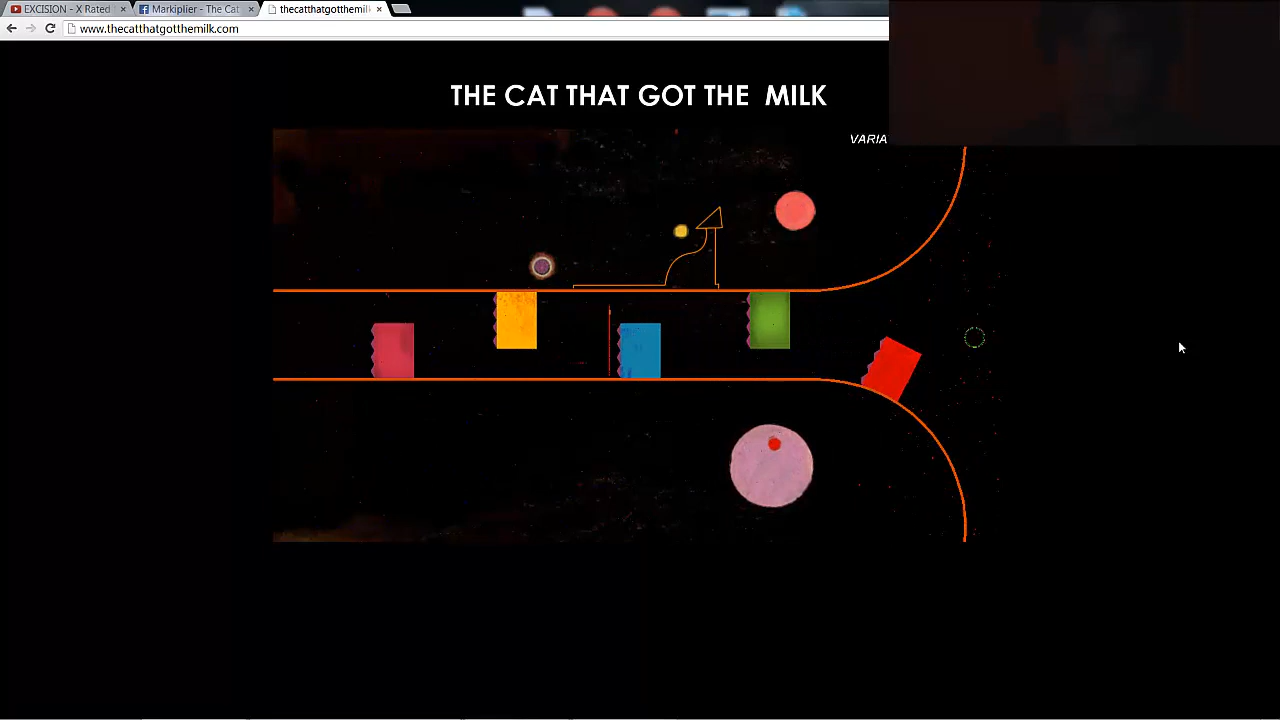 EXCISION - X Rated
Markiplier - The Cat
thecatthatgotthemilk
www.thecatthatgotthemilk.com
THE CAT THAT GOT THE MILK
VARIA